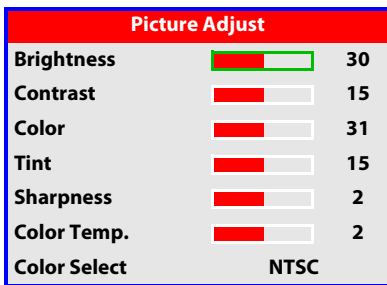 Picture Adjust
Brightness 30
Contrast 15
Color 31
Tint 15
Sharpness 2
Color Temp. 2
Color Select NTSC